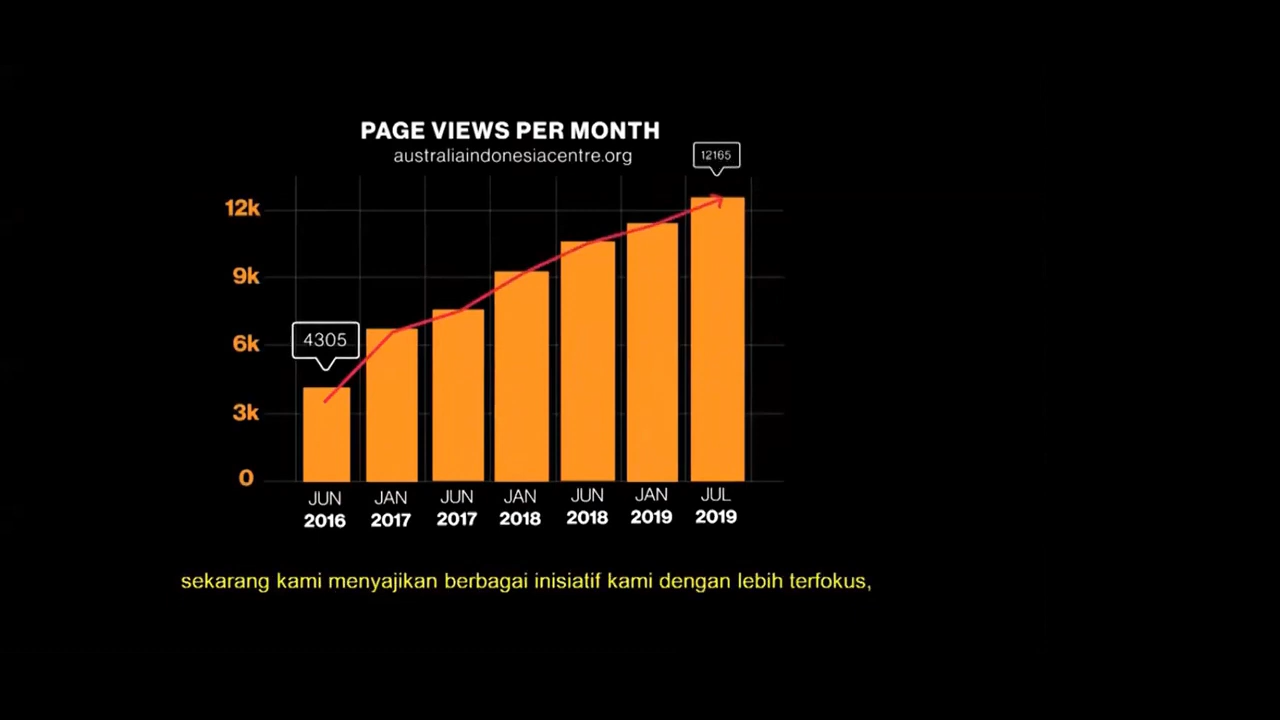 PAGE VIEWS PER MONTH
australiaindonesiacentre.org
12165
12k
9k
4305
6k
3k
0
JUN JAN JUN JAN JUN JAN JUL
2016 2017 2017 2018 2018 2019 2019
sekarang kami menyajikan berbagai inisiatif kami dengan lebih terfokus,